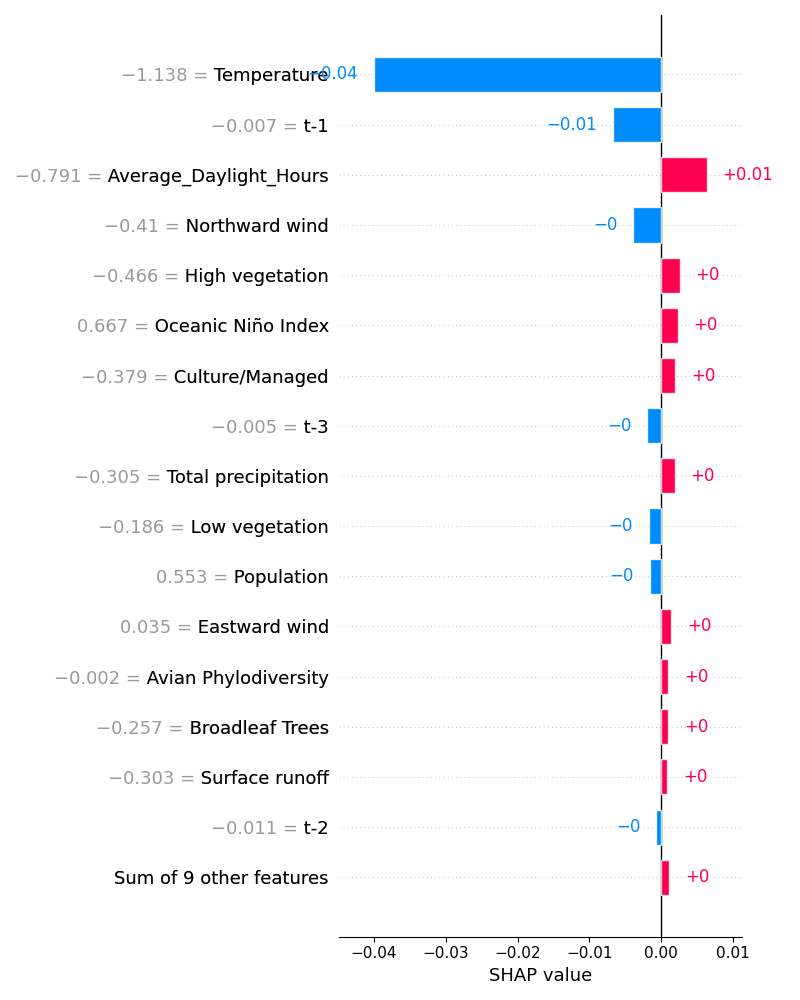 −1.138 = Temperature −0.04
−0.007 = t-1 −0.01
−0.791 = Average_Daylight_Hours +0.01
−0.41 = Northward wind −0
−0.466 = High vegetation +0
0.667 = Oceanic Niño Index +0
−0.379 = Culture/Managed +0
−0.005 = t-3 −0
−0.305 = Total precipitation +0
−0.186 = Low vegetation −0
0.553 = Population −0
0.035 = Eastward wind +0
−0.002 = Avian Phylodiversity +0
−0.257 = Broadleaf Trees +0
−0.303 = Surface runoff +0
−0.011 = t-2 −0
Sum of 9 other features +0
−0.04 −0.03 −0.02 −0.01 0.00 0.01
SHAP value